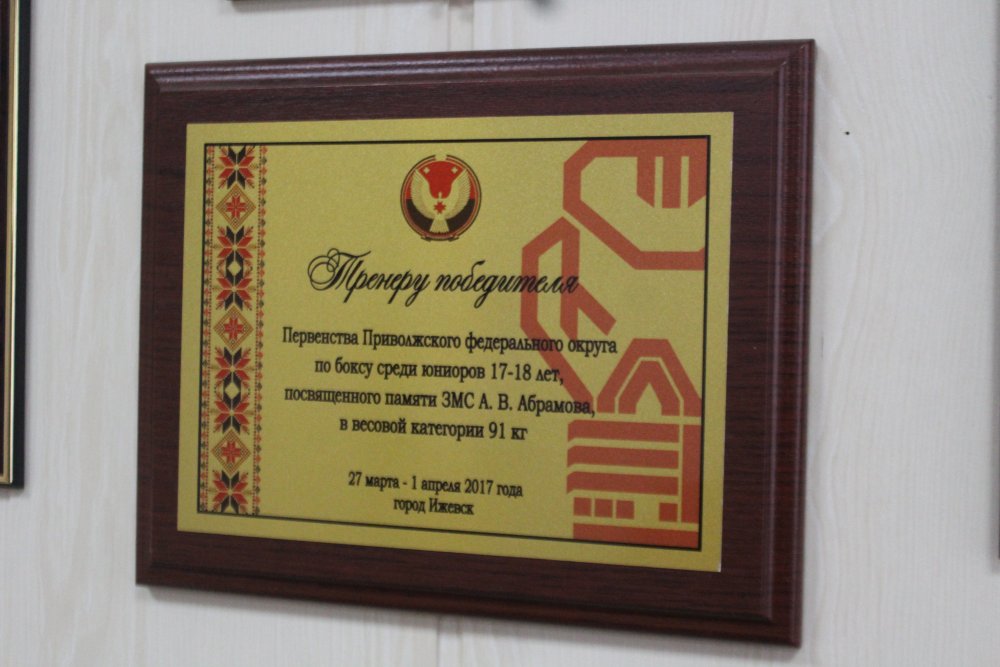 Тренеру победителя
Первенства Приволжского федерального округа
по боксу среди юниоров 17-18 лет,
посвященного памяти ЗМС А. В. Абрамова,
в весовой категории 91 кг
27 марта - 1 апреля 2017 года
город Ижевск